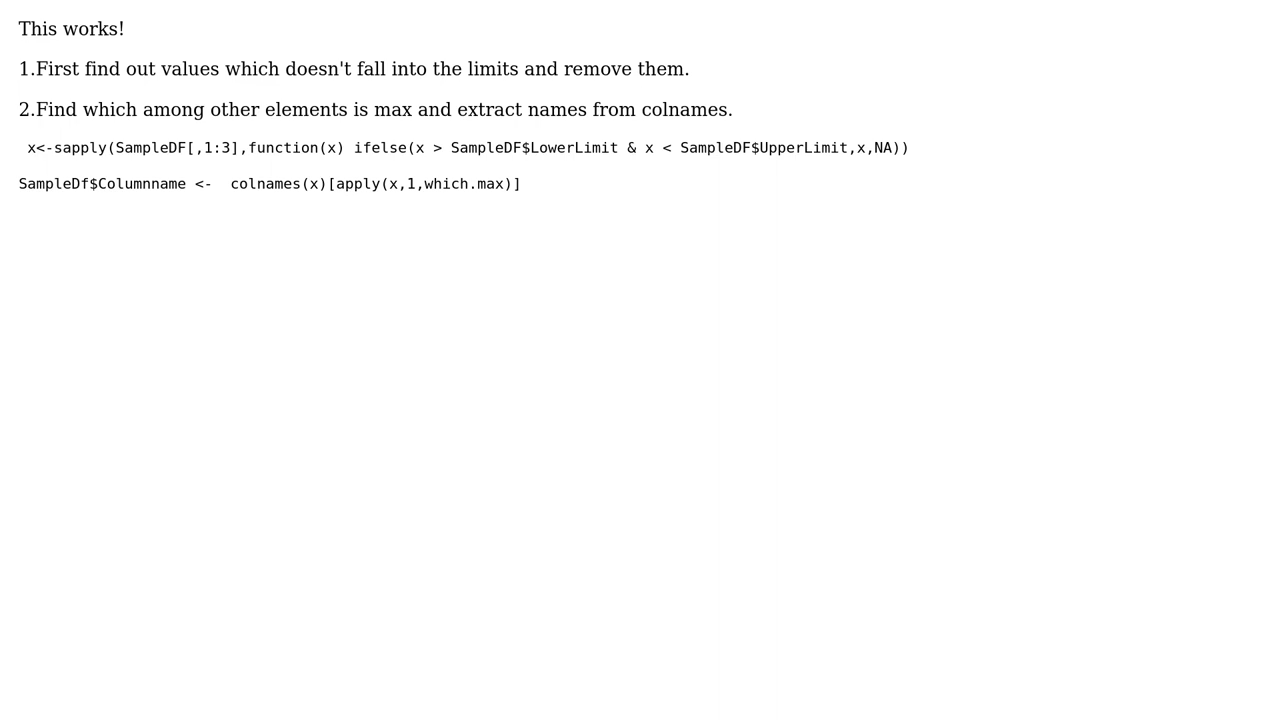 This works!
1.First find out values which doesn't fall into the limits and remove them.
2.Find which among other elements is max and extract names from colnames.
x<-sapply(SampleDF[,1:3],function(x) ifelse(x > SampleDF$LowerLimit & x < SampleDF$UpperLimit,x,NA))
SampleDf$Columnname <-  colnames(x)[apply(x,1,which.max)]